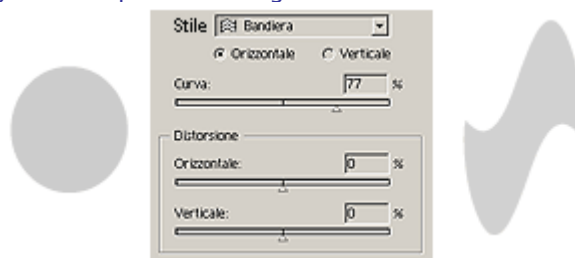 Stile Bandiera
Orizzontale Verticale
Curva: 77 %
Distorsione
Orizzontale: 0 %
Verticale: 0 %